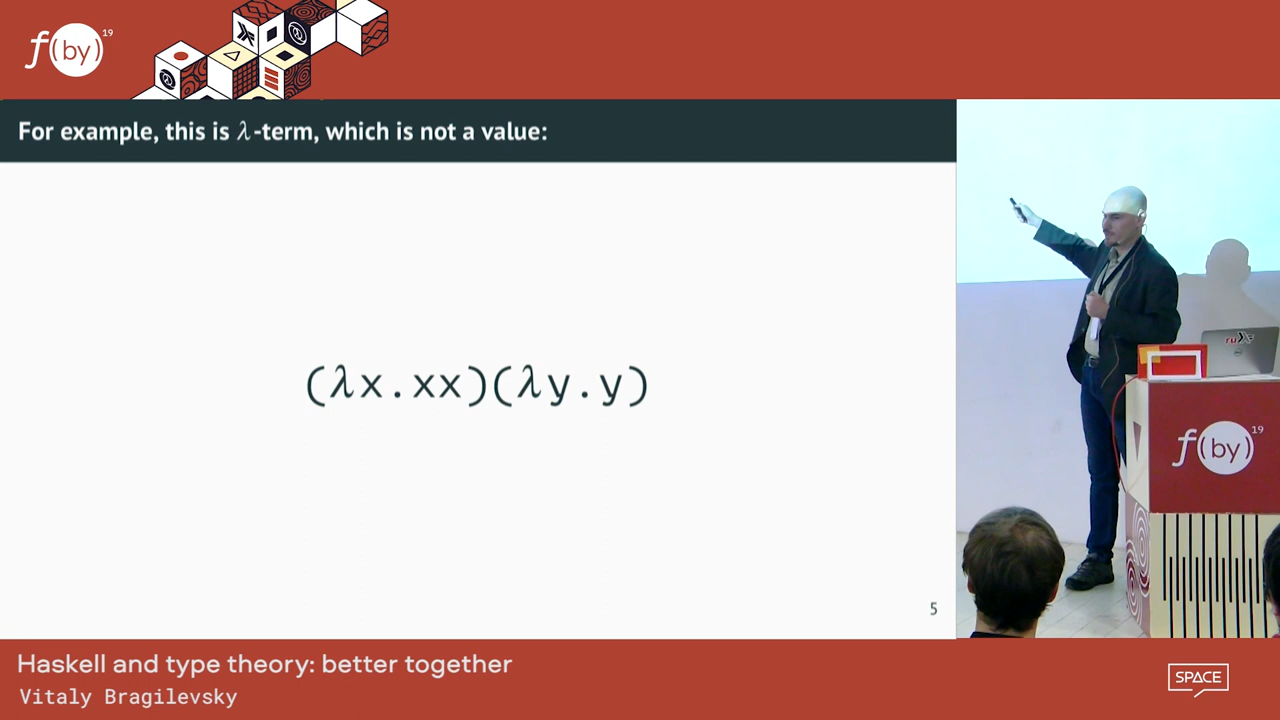 f(by)19
For example, this is λ-term, which is not a value:
(λx.xx)(λy.y)
5
ru
f(by)19
Haskell and type theory: better together
Vitaly Bragilevsky
SPACE